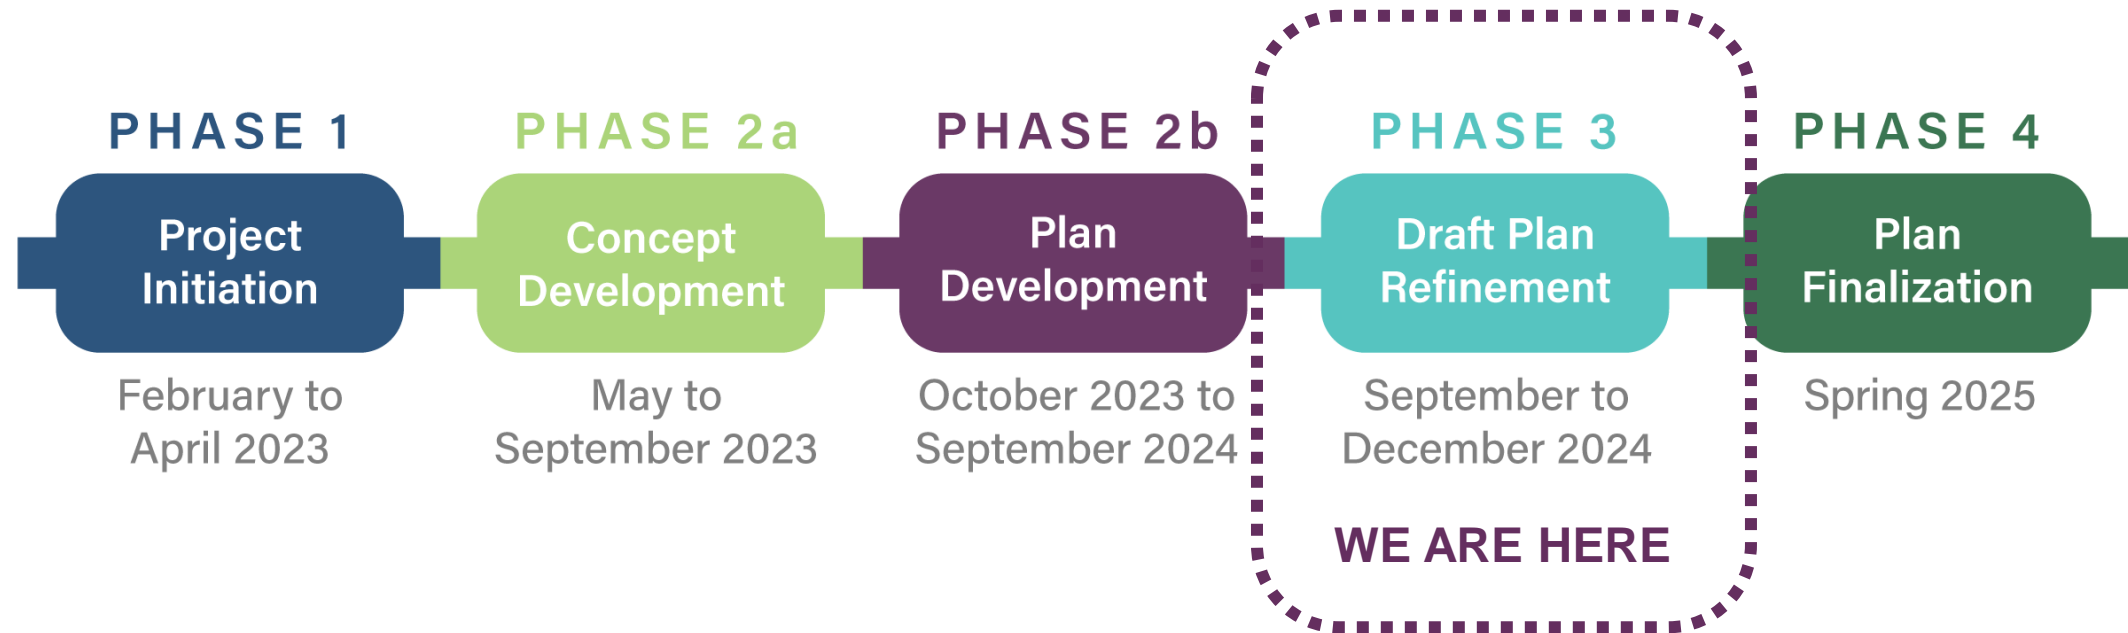 PHASE 1
Project
Initiation
February to
April 2023
PHASE 2a
Concept
Development
May to
September 2023
PHASE 2b
Plan
Development
October 2023 to
September 2024
PHASE 3
Draft Plan
Refinement
September to
December 2024
WE ARE HERE
PHASE 4
Plan
Finalization
Spring 2025